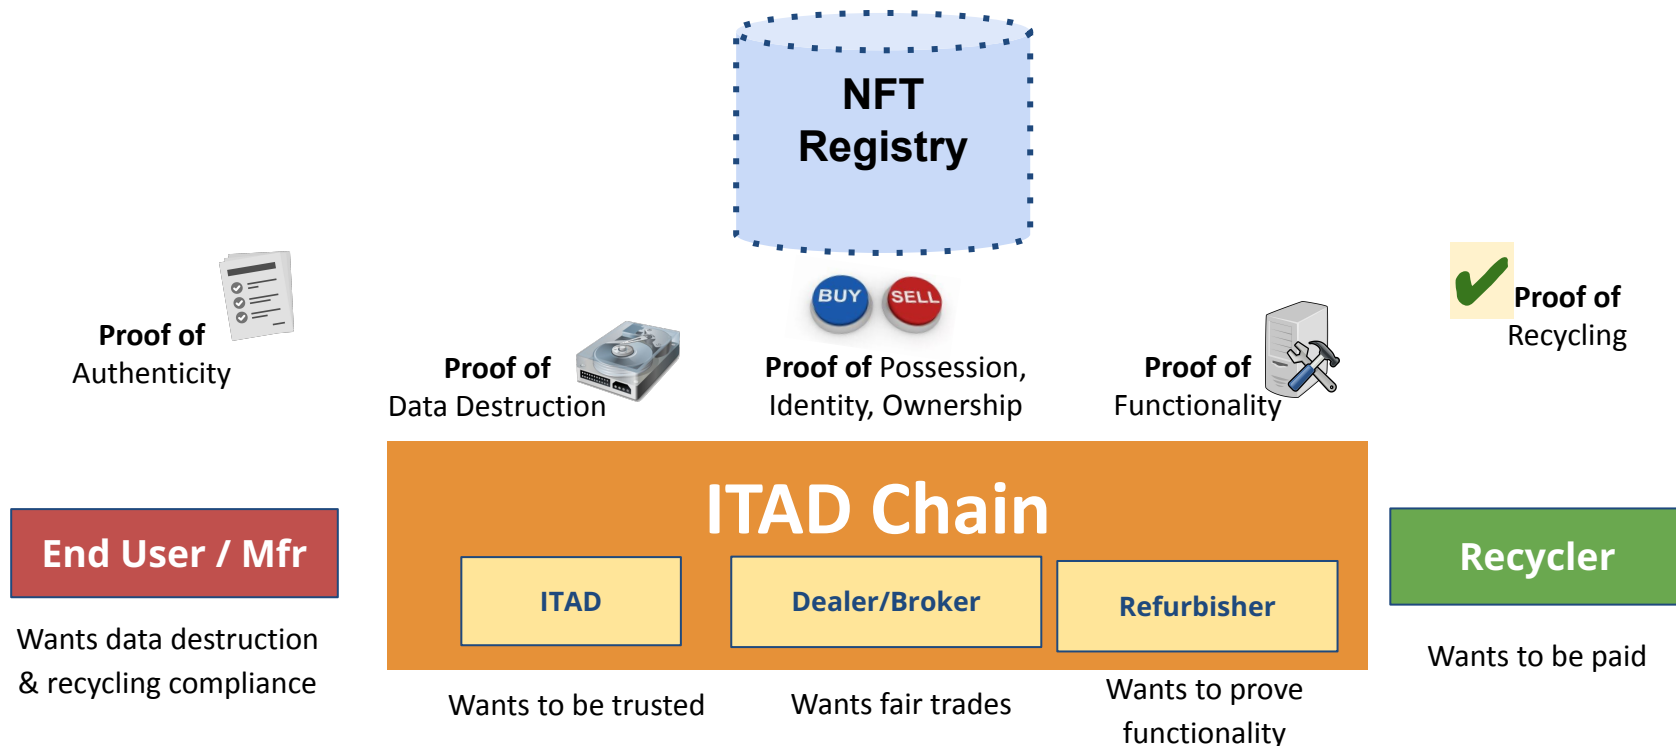 NFT
Registry
BUY
SELL
Proof of
Authenticity
Proof of
Data Destruction
Proof of Possession,
Identity, Ownership
Proof of
Functionality
Proof of
Recycling
ITAD Chain
End User / Mfr
ITAD
Dealer/Broker
Refurbisher
Recycler
Wants data destruction
& recycling compliance
Wants to be trusted
Wants fair trades
Wants to prove
functionality
Wants to be paid